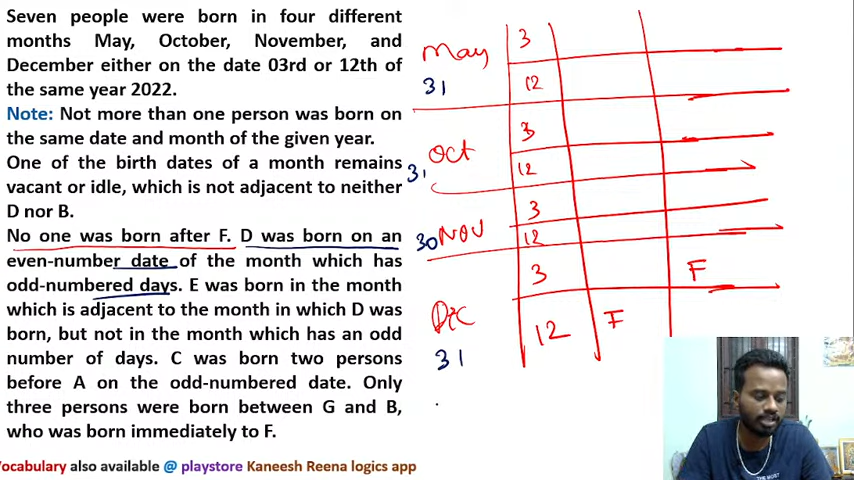 Seven people were born in four different
months May, October, November, and
December either on the date 03rd or 12th of
the same year 2022.
Note: Not more than one person was born on
the same date and month of the given year.
One of the birth dates of a month remains
vacant or idle, which is not adjacent to neither
D nor B.
No one was born after F. D was born on an
even-number date of the month which has
odd-numbered days. E was born in the month
which is adjacent to the month in which D was
born, but not in the month which has an odd
number of days. C was born two persons
before A on the odd-numbered date. Only
three persons were born between G and B,
who was born immediately to F.
Vocabulary also available @ playstore Kaneesh Reena logics app
May 3
31 12
Oct 3
31 12
Nov 3
30 12
Dec 3 F
31 12 F
THE MOST